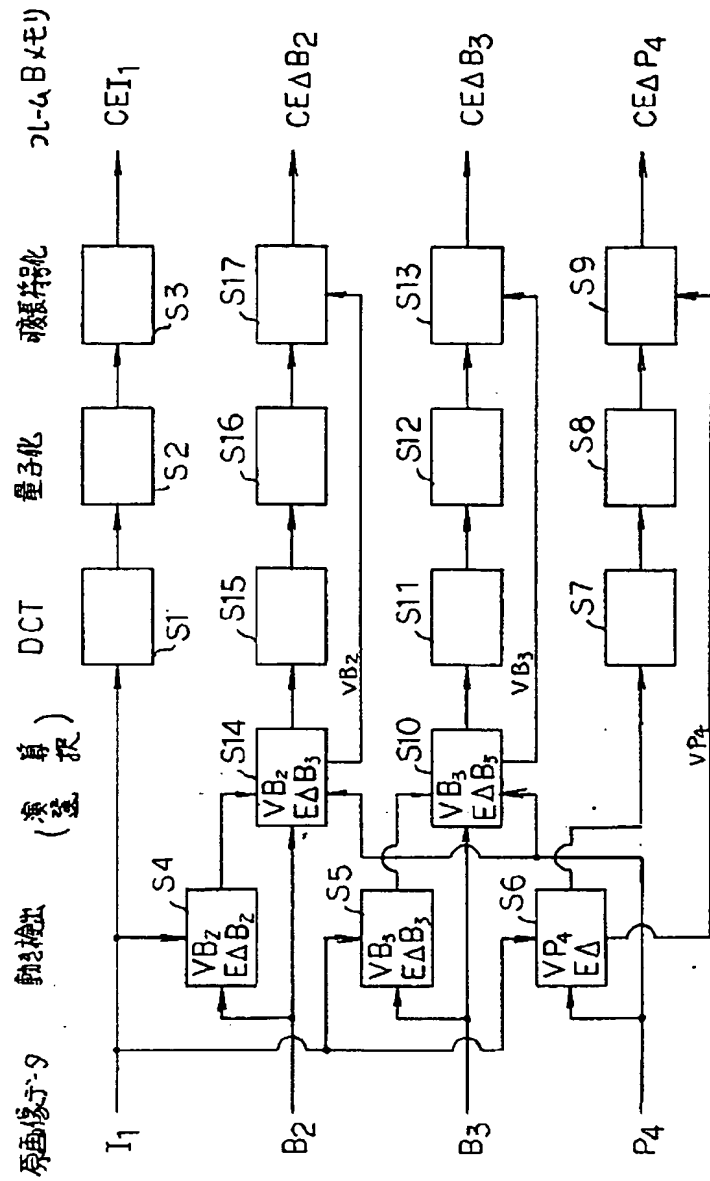 原画像データ
動き検出
(演算
選択)
DCT
量子化
可変長符号化
フレームBメモリ
I₁
S1
S2
S3
CEI₁
S4
VB₂
EΔB₂
B₂
S14
VB₂
EΔB₃
S15
S16
S17
CEΔB₂
VB₂
S5
VB₃
EΔB₃
B₃
S10
VB₃
EΔB₅
S11
S12
S13
CEΔB₃
VB₃
S6
VP₄
EΔ
P₄
S7
S8
S9
CEΔP₄
VP₄